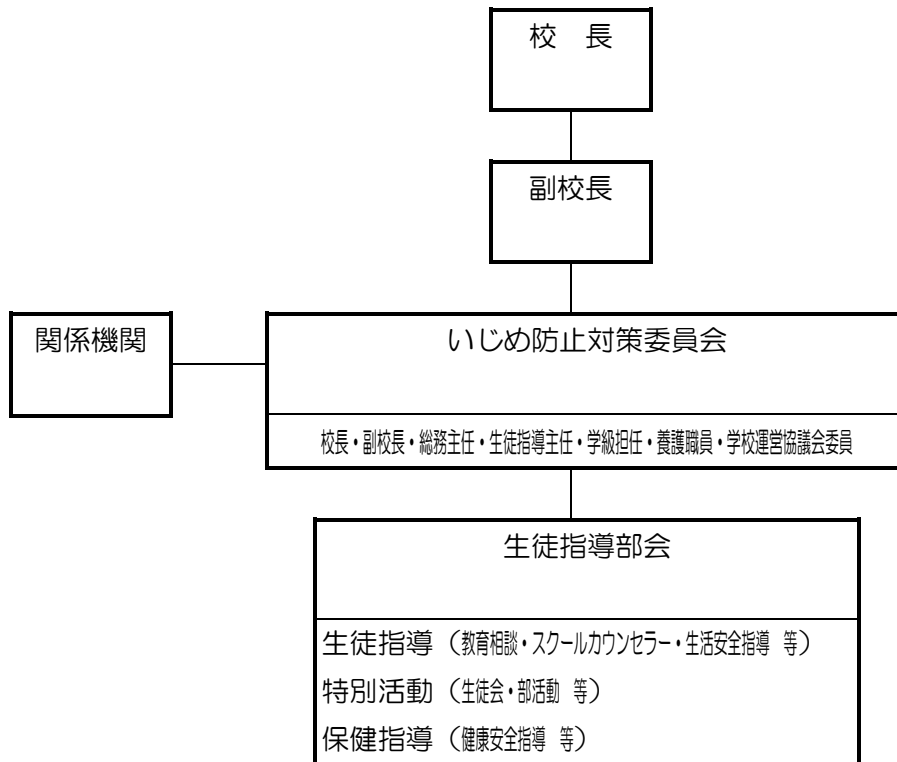 校　長
副校長
関係機関
いじめ防止対策委員会
校長・副校長・総務主任・生徒指導主任・学級担任・養護職員・学校運営協議会委員
生徒指導部会
生徒指導（教育相談・スクールカウンセラー・生活安全指導 等）
特別活動（生徒会・部活動 等）
保健指導（健康安全指導 等）